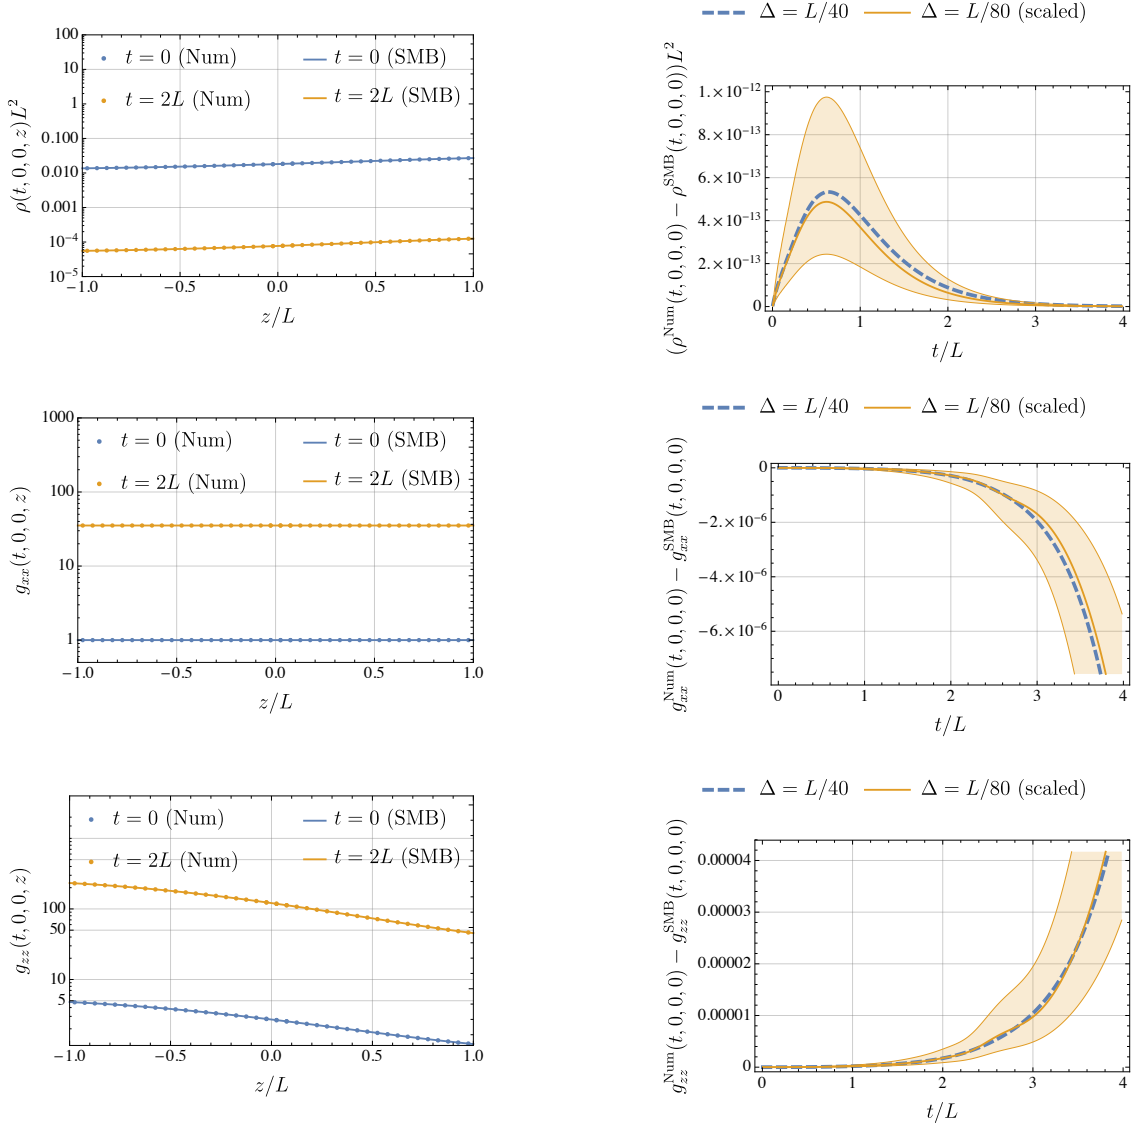 100
10
1
0.100
0.010
0.001
10⁻⁴
10⁻⁵
−1.0 −0.5 0.0 0.5 1.0
t = 0 (Num) t = 0 (SMB)
t = 2L (Num) t = 2L (SMB)
ρ(t, 0, 0, z)L²
z/L
Δ = L/40 Δ = L/80 (scaled)
(ρ^Num(t, 0, 0, 0) − ρ^SMB(t, 0, 0, 0))L²
1.×10⁻¹²
8.×10⁻¹³
6.×10⁻¹³
4.×10⁻¹³
2.×10⁻¹³
0
0 1 2 3 4
t/L
1000
100
10
1
−1.0 −0.5 0.0 0.5 1.0
t = 0 (Num) t = 0 (SMB)
t = 2L (Num) t = 2L (SMB)
g_xx(t, 0, 0, z)
z/L
Δ = L/40 Δ = L/80 (scaled)
g_xx^Num(t, 0, 0, 0) − g_xx^SMB(t, 0, 0, 0)
0
−2.×10⁻⁶
−4.×10⁻⁶
−6.×10⁻⁶
0 1 2 3 4
t/L
t = 0 (Num) t = 0 (SMB)
t = 2L (Num) t = 2L (SMB)
100
50
10
5
−1.0 −0.5 0.0 0.5 1.0
g_zz(t, 0, 0, z)
z/L
Δ = L/40 Δ = L/80 (scaled)
g_zz^Num(t, 0, 0, 0) − g_zz^SMB(t, 0, 0, 0)
0.00004
0.00003
0.00002
0.00001
0
0 1 2 3 4
t/L